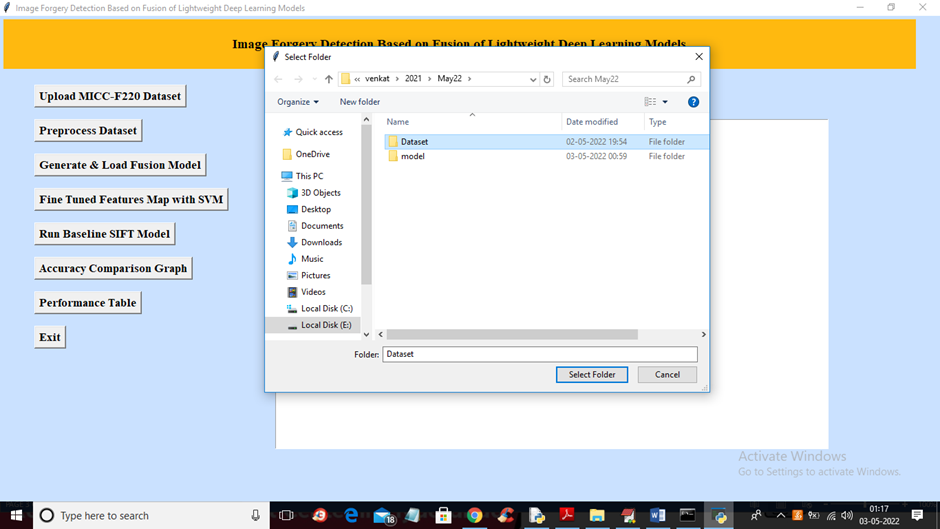 Image Forgery Detection Based on Fusion of Lightweight Deep Learning Models
Image Forgery Detection Based on Fusion of Lightweight Deep Learning Models
Upload MICC-F220 Dataset
Preprocess Dataset
Generate & Load Fusion Model
Fine Tuned Features Map with SVM
Run Baseline SIFT Model
Accuracy Comparison Graph
Performance Table
Exit
Select Folder
« venkat › 2021 › May22 ›
Search May22
Organize
New folder
Name
Date modified
Type
Quick access
OneDrive
This PC
3D Objects
Desktop
Documents
Downloads
Music
Pictures
Videos
Local Disk (C:)
Local Disk (E:)
Dataset 02-05-2022 19:54 File folder
model 03-05-2022 00:59 File folder
Folder: Dataset
Select Folder
Cancel
Activate Windows
Go to Settings to activate Windows.
Type here to search
18
01:17
03-05-2022